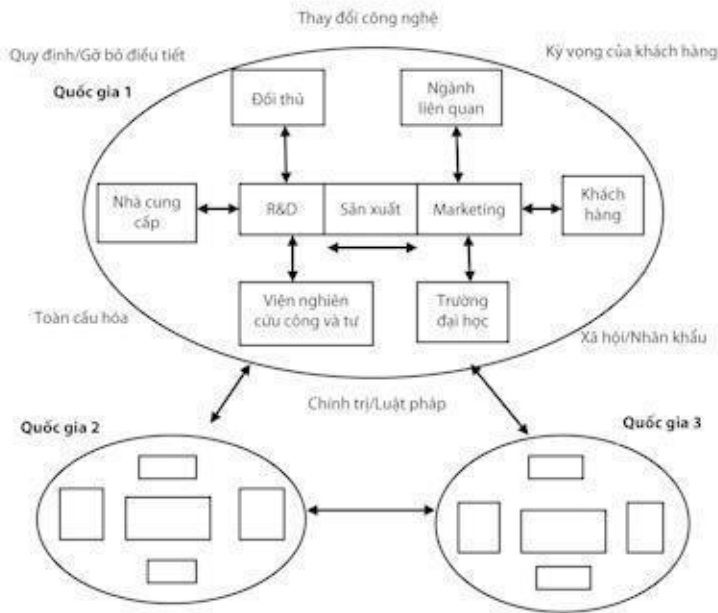 Thay đổi công nghệ
Quy định/Gỡ bỏ điều tiết
Kỳ vọng của khách hàng
Quốc gia 1
Đối thủ
Ngành
liên quan
Nhà cung
cấp
R&D
Sản xuất
Marketing
Khách
hàng
Viện nghiên
cứu công và tư
Trường
đại học
Toàn cầu hóa
Xã hội/Nhân khẩu
Chính trị/Luật pháp
Quốc gia 2
Quốc gia 3